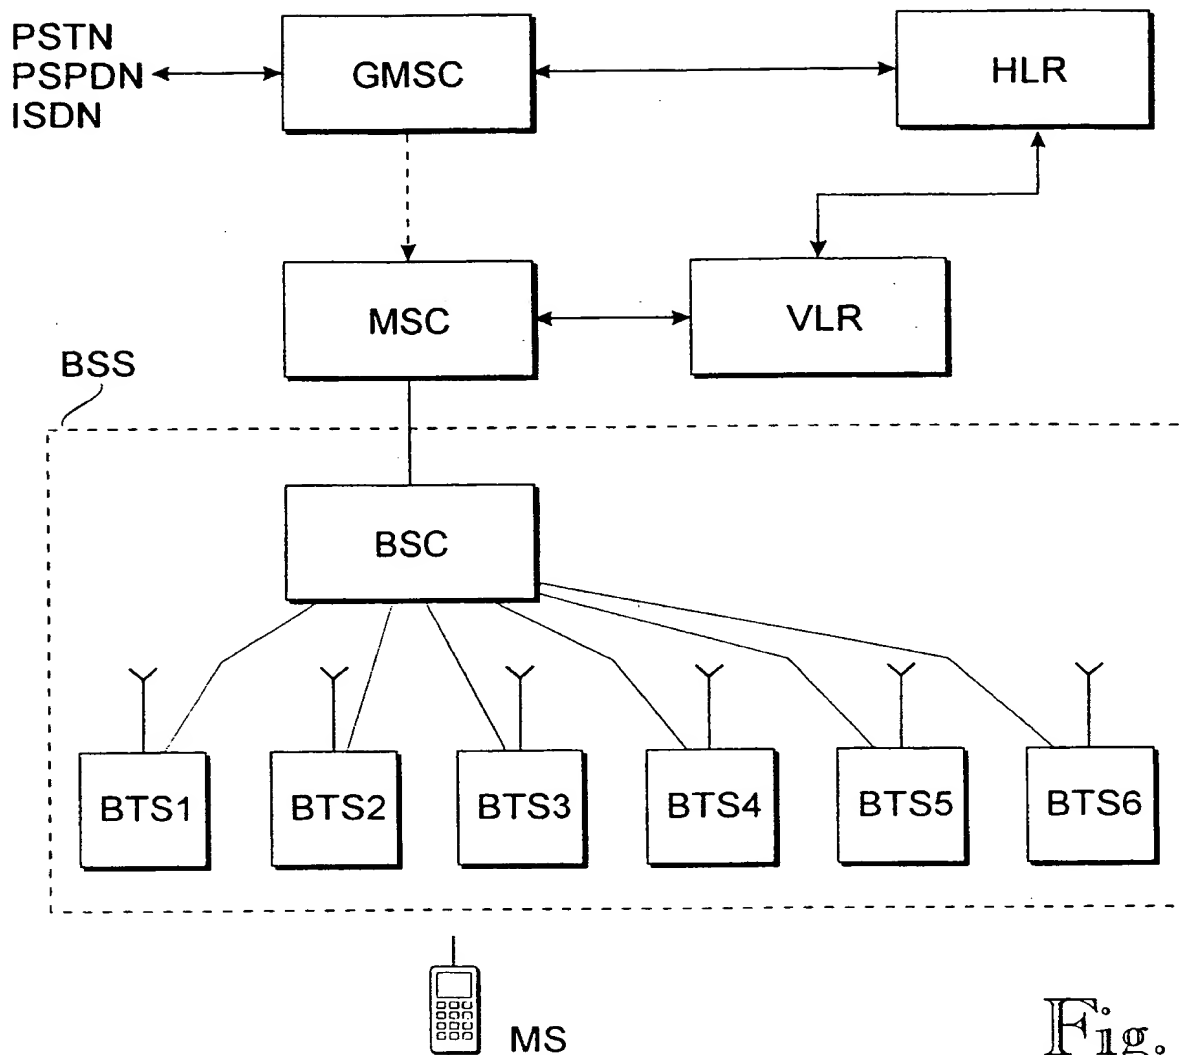 PSTN
PSPDN
ISDN
GMSC
HLR
MSC
VLR
BSS
BSC
BTS1
BTS2
BTS3
BTS4
BTS5
BTS6
MS
Fig.